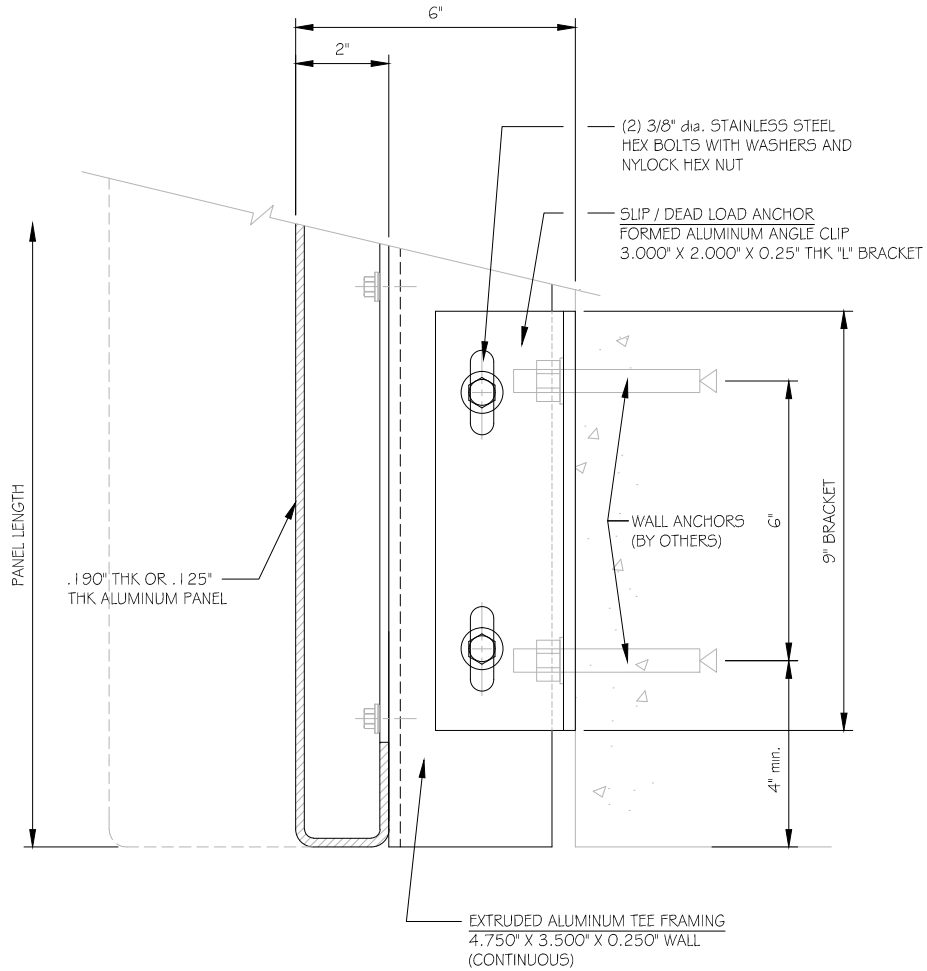 6"
2"
(2) 3/8" dia. STAINLESS STEEL
HEX BOLTS WITH WASHERS AND
NYLOCK HEX NUT
SLIP / DEAD LOAD ANCHOR
FORMED ALUMINUM ANGLE CLIP
3.000" X 2.000" X 0.25" THK "L" BRACKET
PANEL LENGTH
WALL ANCHORS
(BY OTHERS)
6"
9" BRACKET
.190" THK OR .125"
THK ALUMINUM PANEL
4" min.
EXTRUDED ALUMINUM TEE FRAMING
4.750" X 3.500" X 0.250" WALL
(CONTINUOUS)